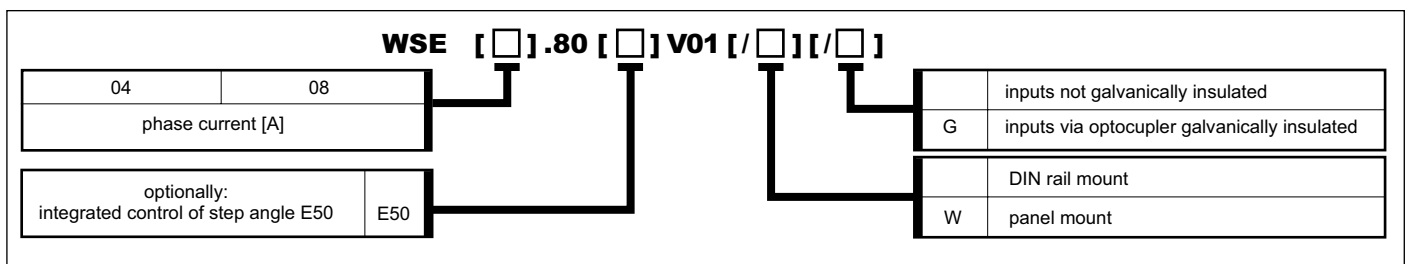 WSE [□].80 [□] V01 [/□][/□]
04 08
phase current [A]
optionally:
integrated control of step angle E50 E50
inputs not galvanically insulated
G inputs via optocupler galvanically insulated
DIN rail mount
W panel mount